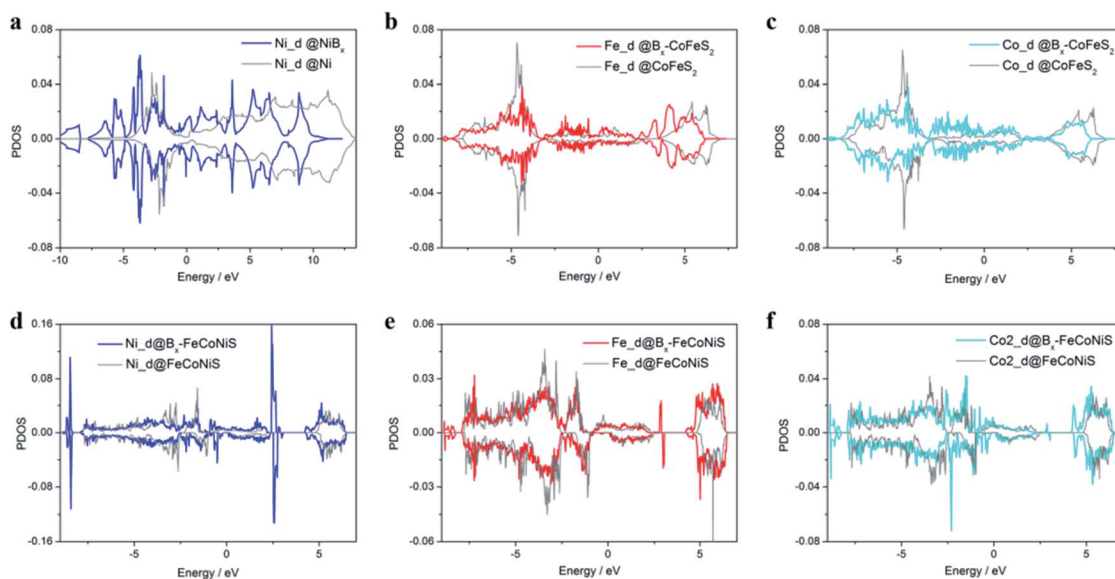 a
Ni_d @NiBx
Ni_d @Ni
0.08
0.04
0.00
-0.04
-0.08
PDOS
-10
-5
0
5
10
Energy / eV
b
Fe_d @Bx-CoFeS2
Fe_d @CoFeS2
0.08
0.04
0.00
-0.04
-0.08
PDOS
-5
0
5
Energy / eV
c
Co_d @Bx-CoFeS2
Co_d @CoFeS2
0.08
0.04
0.00
-0.04
-0.08
PDOS
-5
0
5
Energy / eV
d
Ni_d@Bx-FeCoNiS
Ni_d@FeCoNiS
0.16
0.08
0.00
-0.08
-0.16
PDOS
-5
0
5
Energy / eV
e
Fe_d@Bx-FeCoNiS
Fe_d@FeCoNiS
0.06
0.03
0.00
-0.03
-0.06
PDOS
-5
0
5
Energy / eV
f
Co2_d@Bx-FeCoNiS
Co2_d@FeCoNiS
0.08
0.04
0.00
-0.04
-0.08
PDOS
-5
0
5
Energy / eV